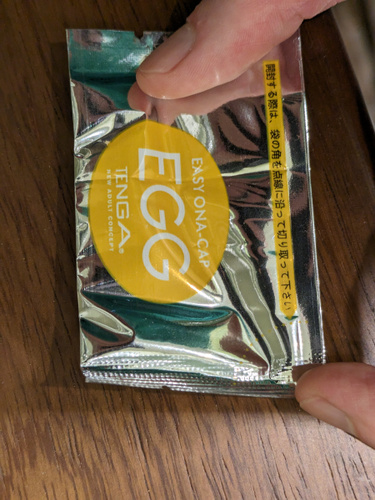 開封する際は、袋の角を点線に沿って切り取って下さい
EASY ONA-CAP
EGG
TENGA®
NEW ADULT CONCEPT